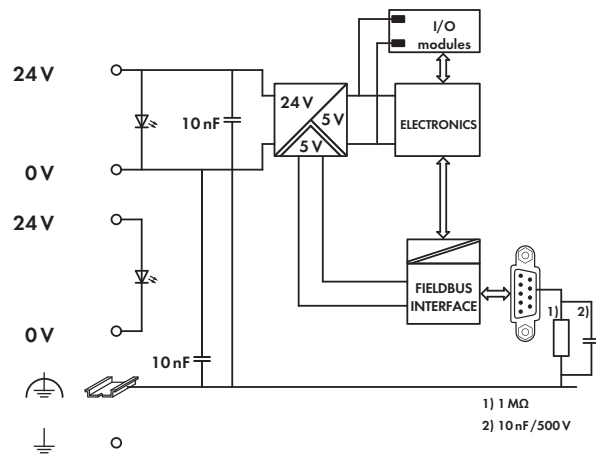 I/O
modules
24 V
24 V
10 nF
5 V
ELECTRONICS
5 V
0 V
24 V
FIELDBUS
INTERFACE
1)
2)
0 V
10 nF
1) 1 MΩ
2) 10 nF/500 V